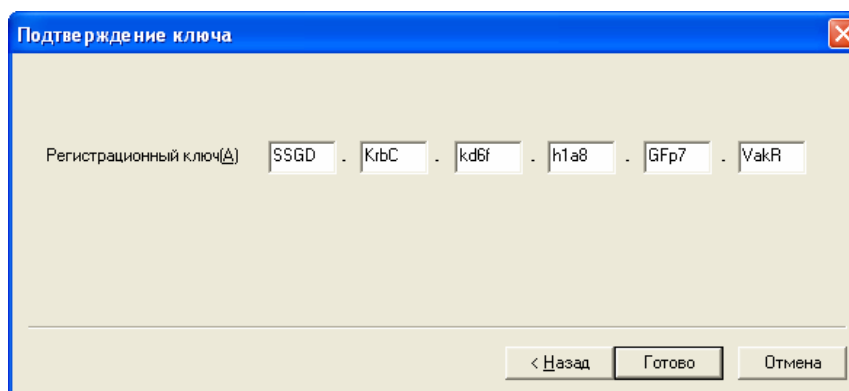 Подтверждение ключа
Регистрационный ключ(А) SSGD . KrbC . kd6f . h1a8 . GFp7 . VakR
< Назад Готово Отмена